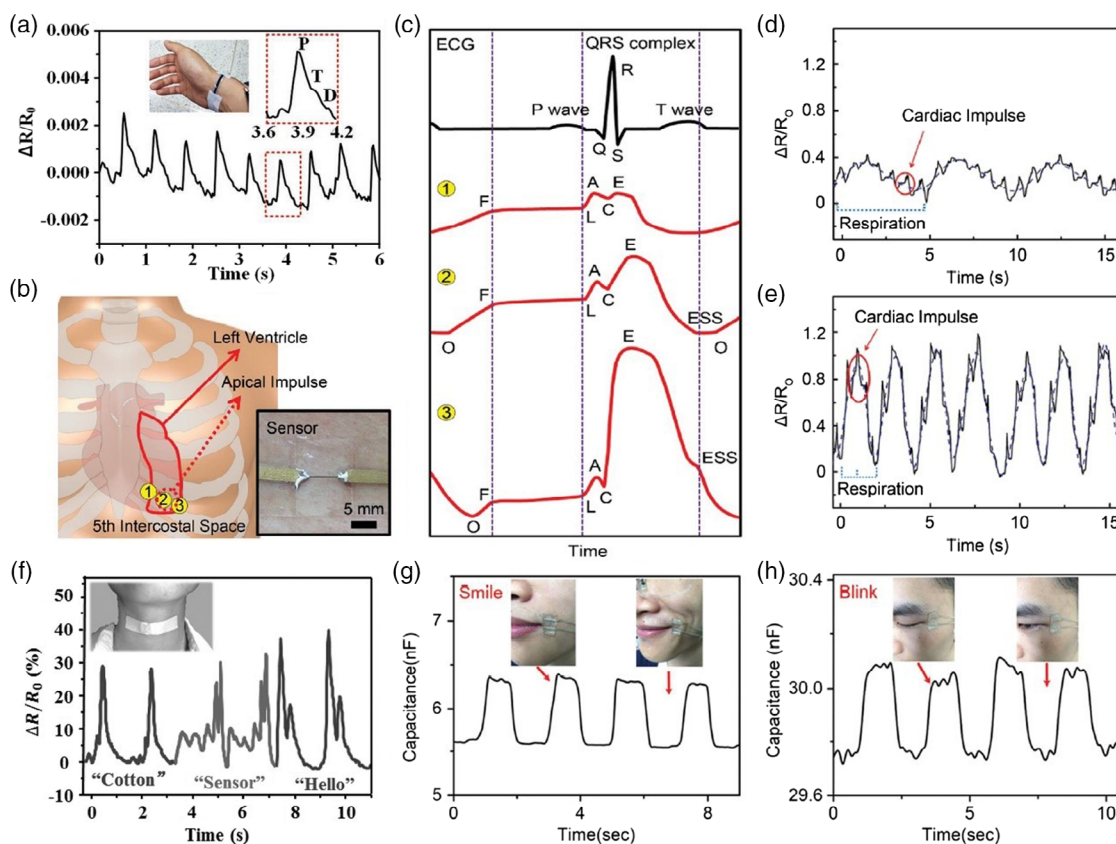 (a)
0.006
0.004
0.002
0.000
-0.002
ΔR/R0
P
T
D
3.6 3.9 4.2
0 1 2 3 4 5 6
Time (s)
(b)
Left Ventricle
Apical Impulse
Sensor
1
2
3
5 mm
5th Intercostal Space
(c)
ECG
QRS complex
R
P wave
T wave
Q
S
1
F
A
E
L
C
2
E
F
A
L
C
ESS
O
O
3
E
A
ESS
F
L
C
O
Time
(d)
1.2
0.8
0.4
0
ΔR/Ro
Cardiac Impulse
Respiration
0 5 10 15
Time (s)
(e)
1.2
0.8
0.4
0
ΔR/Ro
Cardiac Impulse
Respiration
0 5 10 15
Time (s)
(f)
50
40
30
20
10
0
-10
ΔR/R0 (%)
“Cotton” “Sensor” “Hello”
0 2 4 6 8 10
Time (s)
(g)
Smile
7
6
5
Capacitance(nF)
0 4 8
Time(sec)
(h)
Blink
30.4
30.0
29.6
Capacitance (nF)
0 5 10
Time(sec)